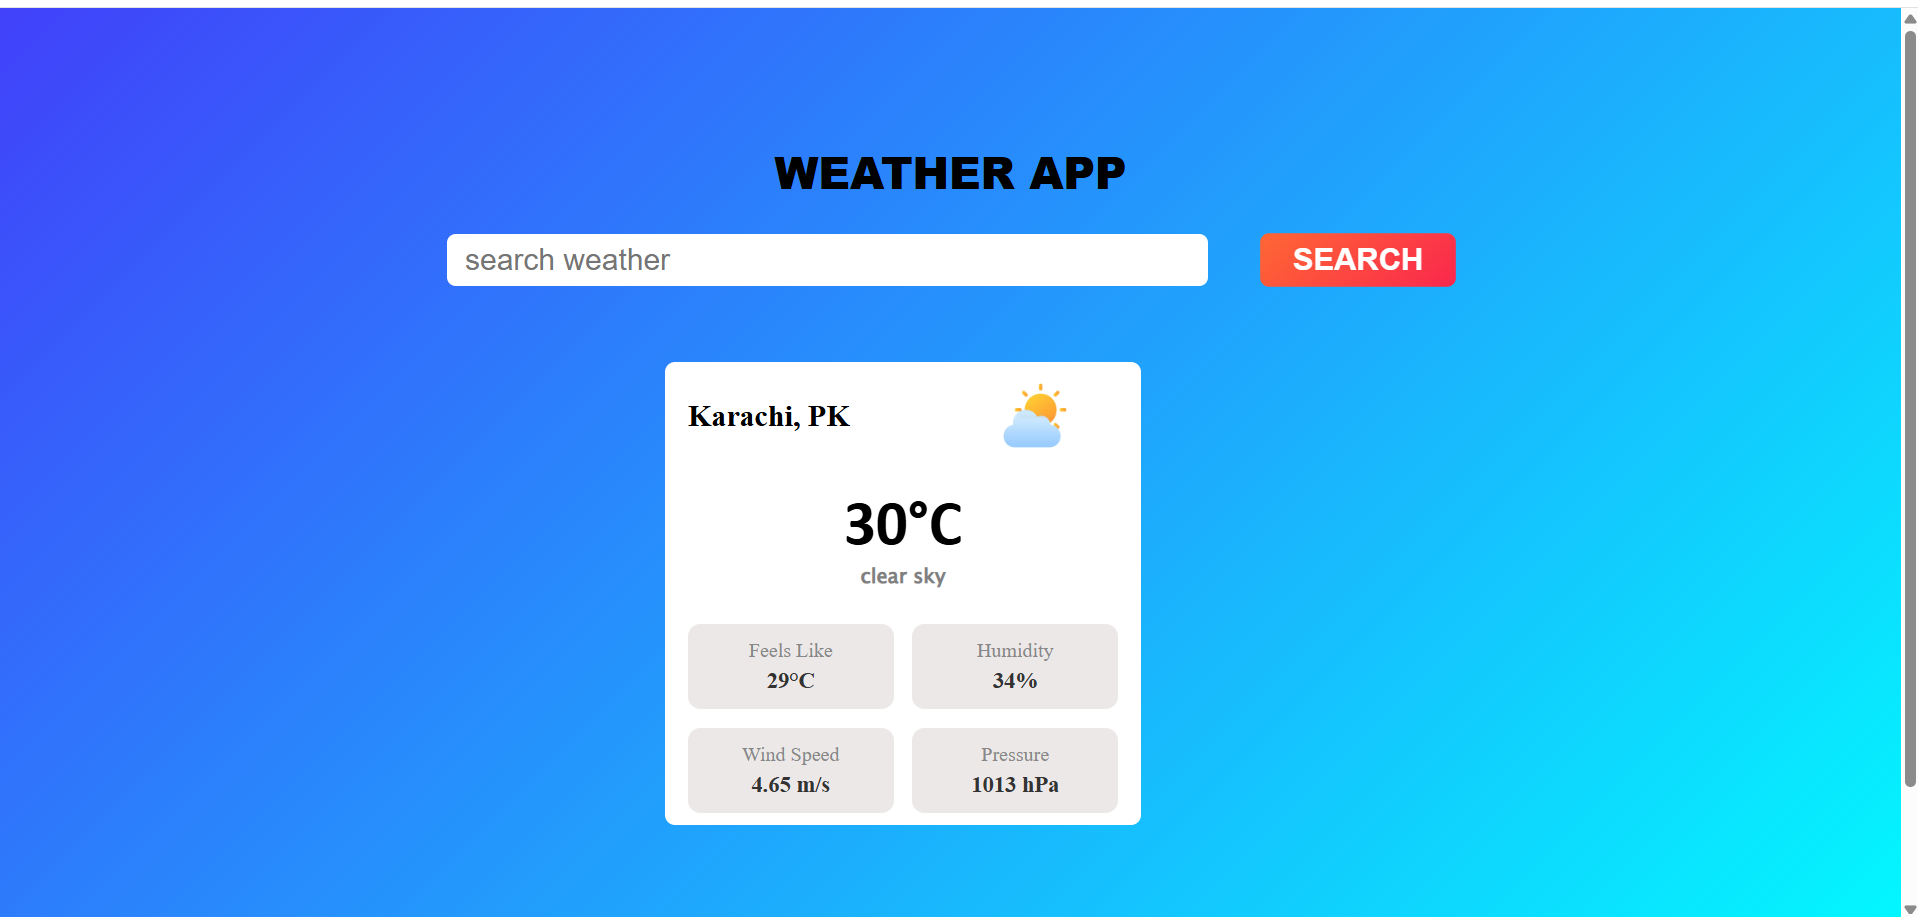 WEATHER APP
search weather
SEARCH
Karachi, PK
30°C
clear sky
Feels Like
29°C
Humidity
34%
Wind Speed
4.65 m/s
Pressure
1013 hPa